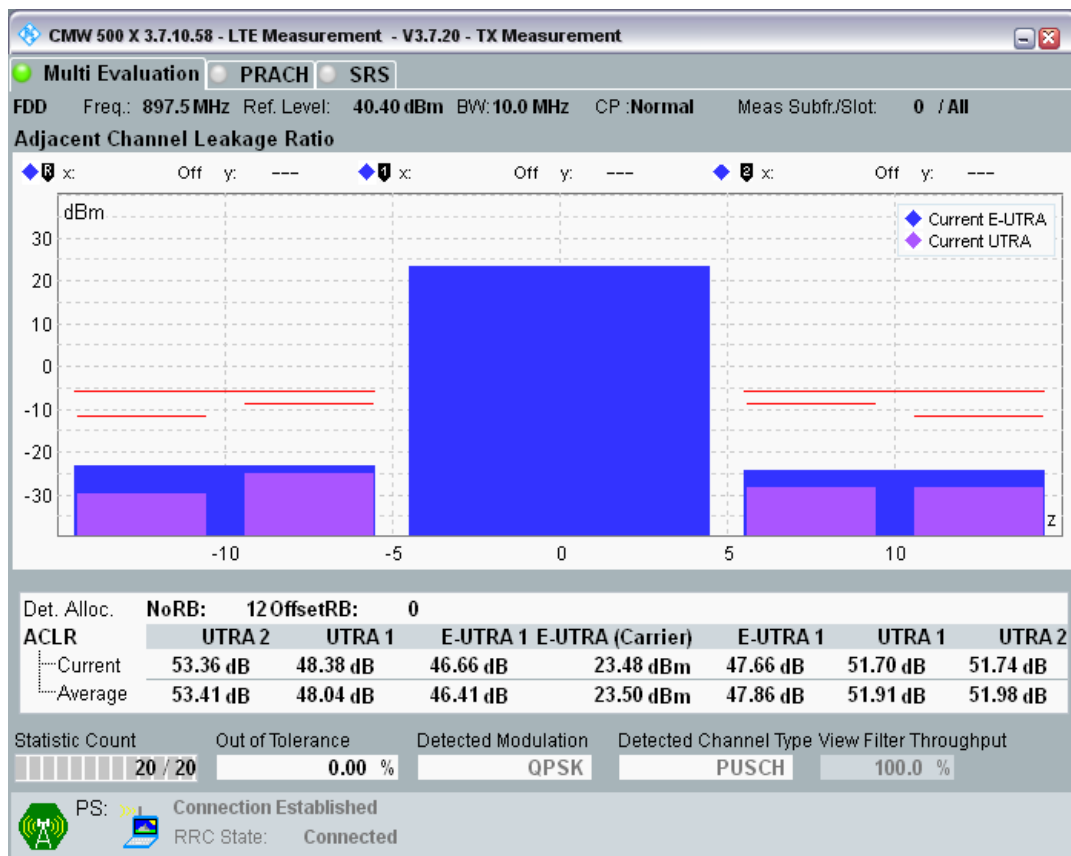 CMW 500 X 3.7.10.58 - LTE Measurement - V3.7.20 - TX Measurement
Multi Evaluation PRACH SRS
FDD Freq.: 897.5 MHz Ref. Level: 40.40 dBm BW: 10.0 MHz CP :Normal Meas Subfr./Slot: 0 / All
Adjacent Channel Leakage Ratio
R x: Off y: --- 1 x: Off y: --- 2 x: Off y: ---
dBm
Current E-UTRA
Current UTRA
30
20
10
0
-10
-20
-30
z
-10 -5 0 5 10
Det. Alloc. NoRB: 12 OffsetRB: 0
ACLR UTRA 2 UTRA 1 E-UTRA 1 E-UTRA (Carrier) E-UTRA 1 UTRA 1 UTRA 2
Current 53.36 dB 48.38 dB 46.66 dB 23.48 dBm 47.66 dB 51.70 dB 51.74 dB
Average 53.41 dB 48.04 dB 46.41 dB 23.50 dBm 47.86 dB 51.91 dB 51.98 dB
Statistic Count Out of Tolerance Detected Modulation Detected Channel Type View Filter Throughput
20 / 20 0.00 % QPSK PUSCH 100.0 %
PS: Connection Established
RRC State: Connected